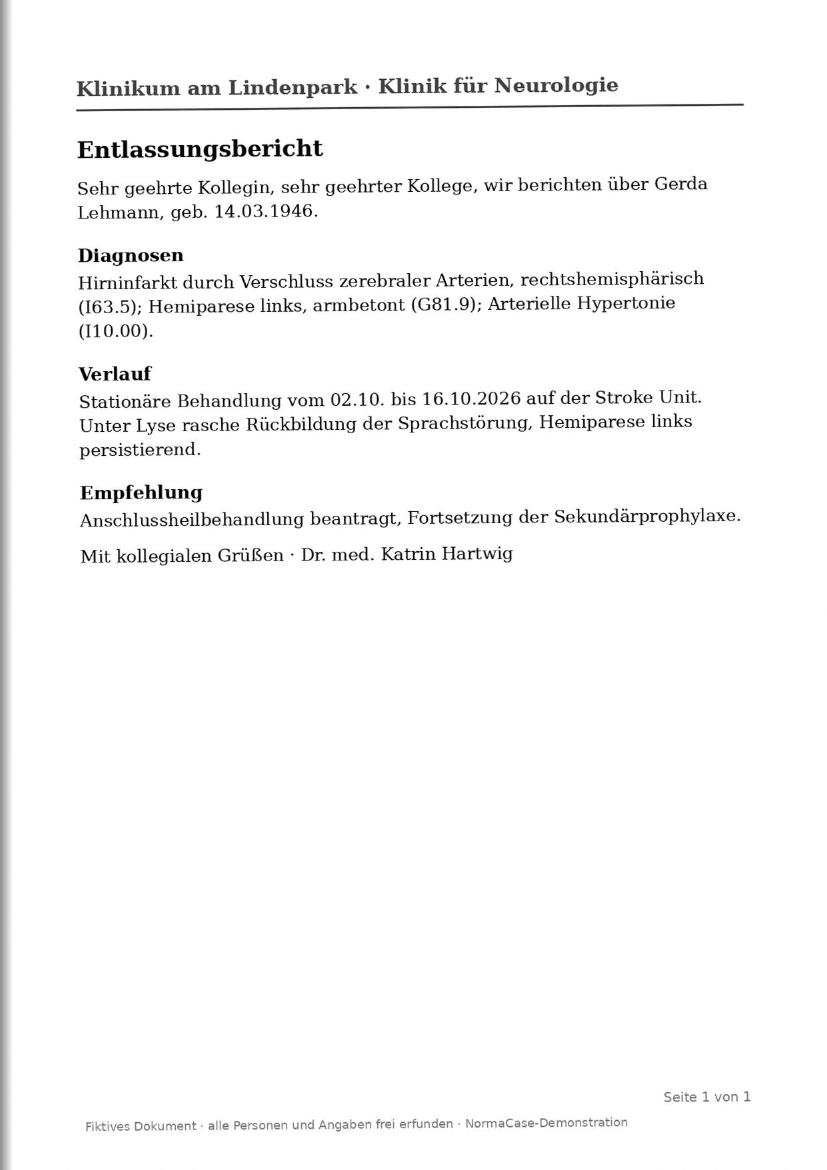 Klinikum am Lindenpark · Klinik für Neurologie
Entlassungsbericht
Sehr geehrte Kollegin, sehr geehrter Kollege, wir berichten über Gerda
Lehmann, geb. 14.03.1946.
Diagnosen
Hirninfarkt durch Verschluss zerebraler Arterien, rechtshemisphärisch
(I63.5); Hemiparese links, armbetont (G81.9); Arterielle Hypertonie
(I10.00).
Verlauf
Stationäre Behandlung vom 02.10. bis 16.10.2026 auf der Stroke Unit.
Unter Lyse rasche Rückbildung der Sprachstörung, Hemiparese links
persistierend.
Empfehlung
Anschlussheilbehandlung beantragt, Fortsetzung der Sekundärprophylaxe.
Mit kollegialen Grüßen · Dr. med. Katrin Hartwig
Seite 1 von 1
Fiktives Dokument · alle Personen und Angaben frei erfunden · NormaCase-Demonstration